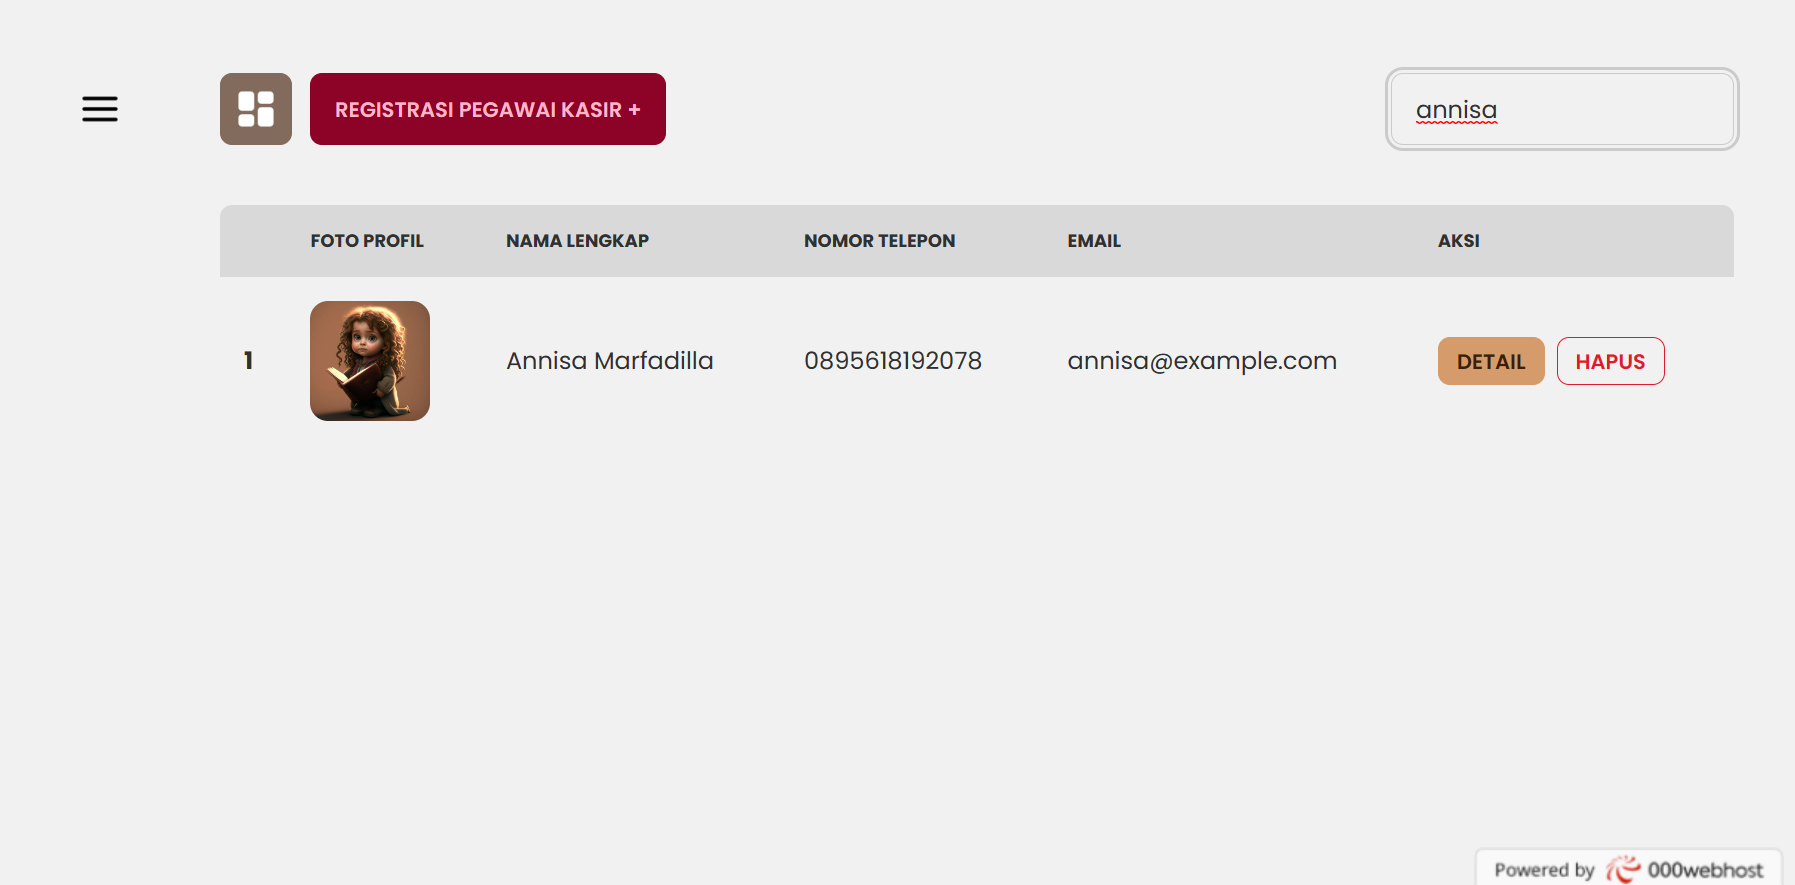 REGISTRASI PEGAWAI KASIR +
annisa
FOTO PROFIL NAMA LENGKAP NOMOR TELEPON EMAIL AKSI
1 Annisa Marfadilla 0895618192078 annisa@example.com DETAIL HAPUS
Powered by 000webhost